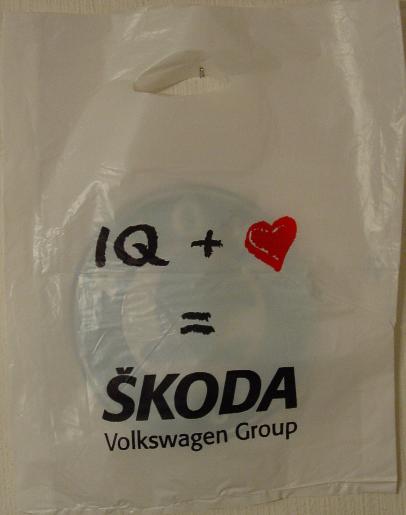 IQ + ❤
=
ŠKODA
Volkswagen Group